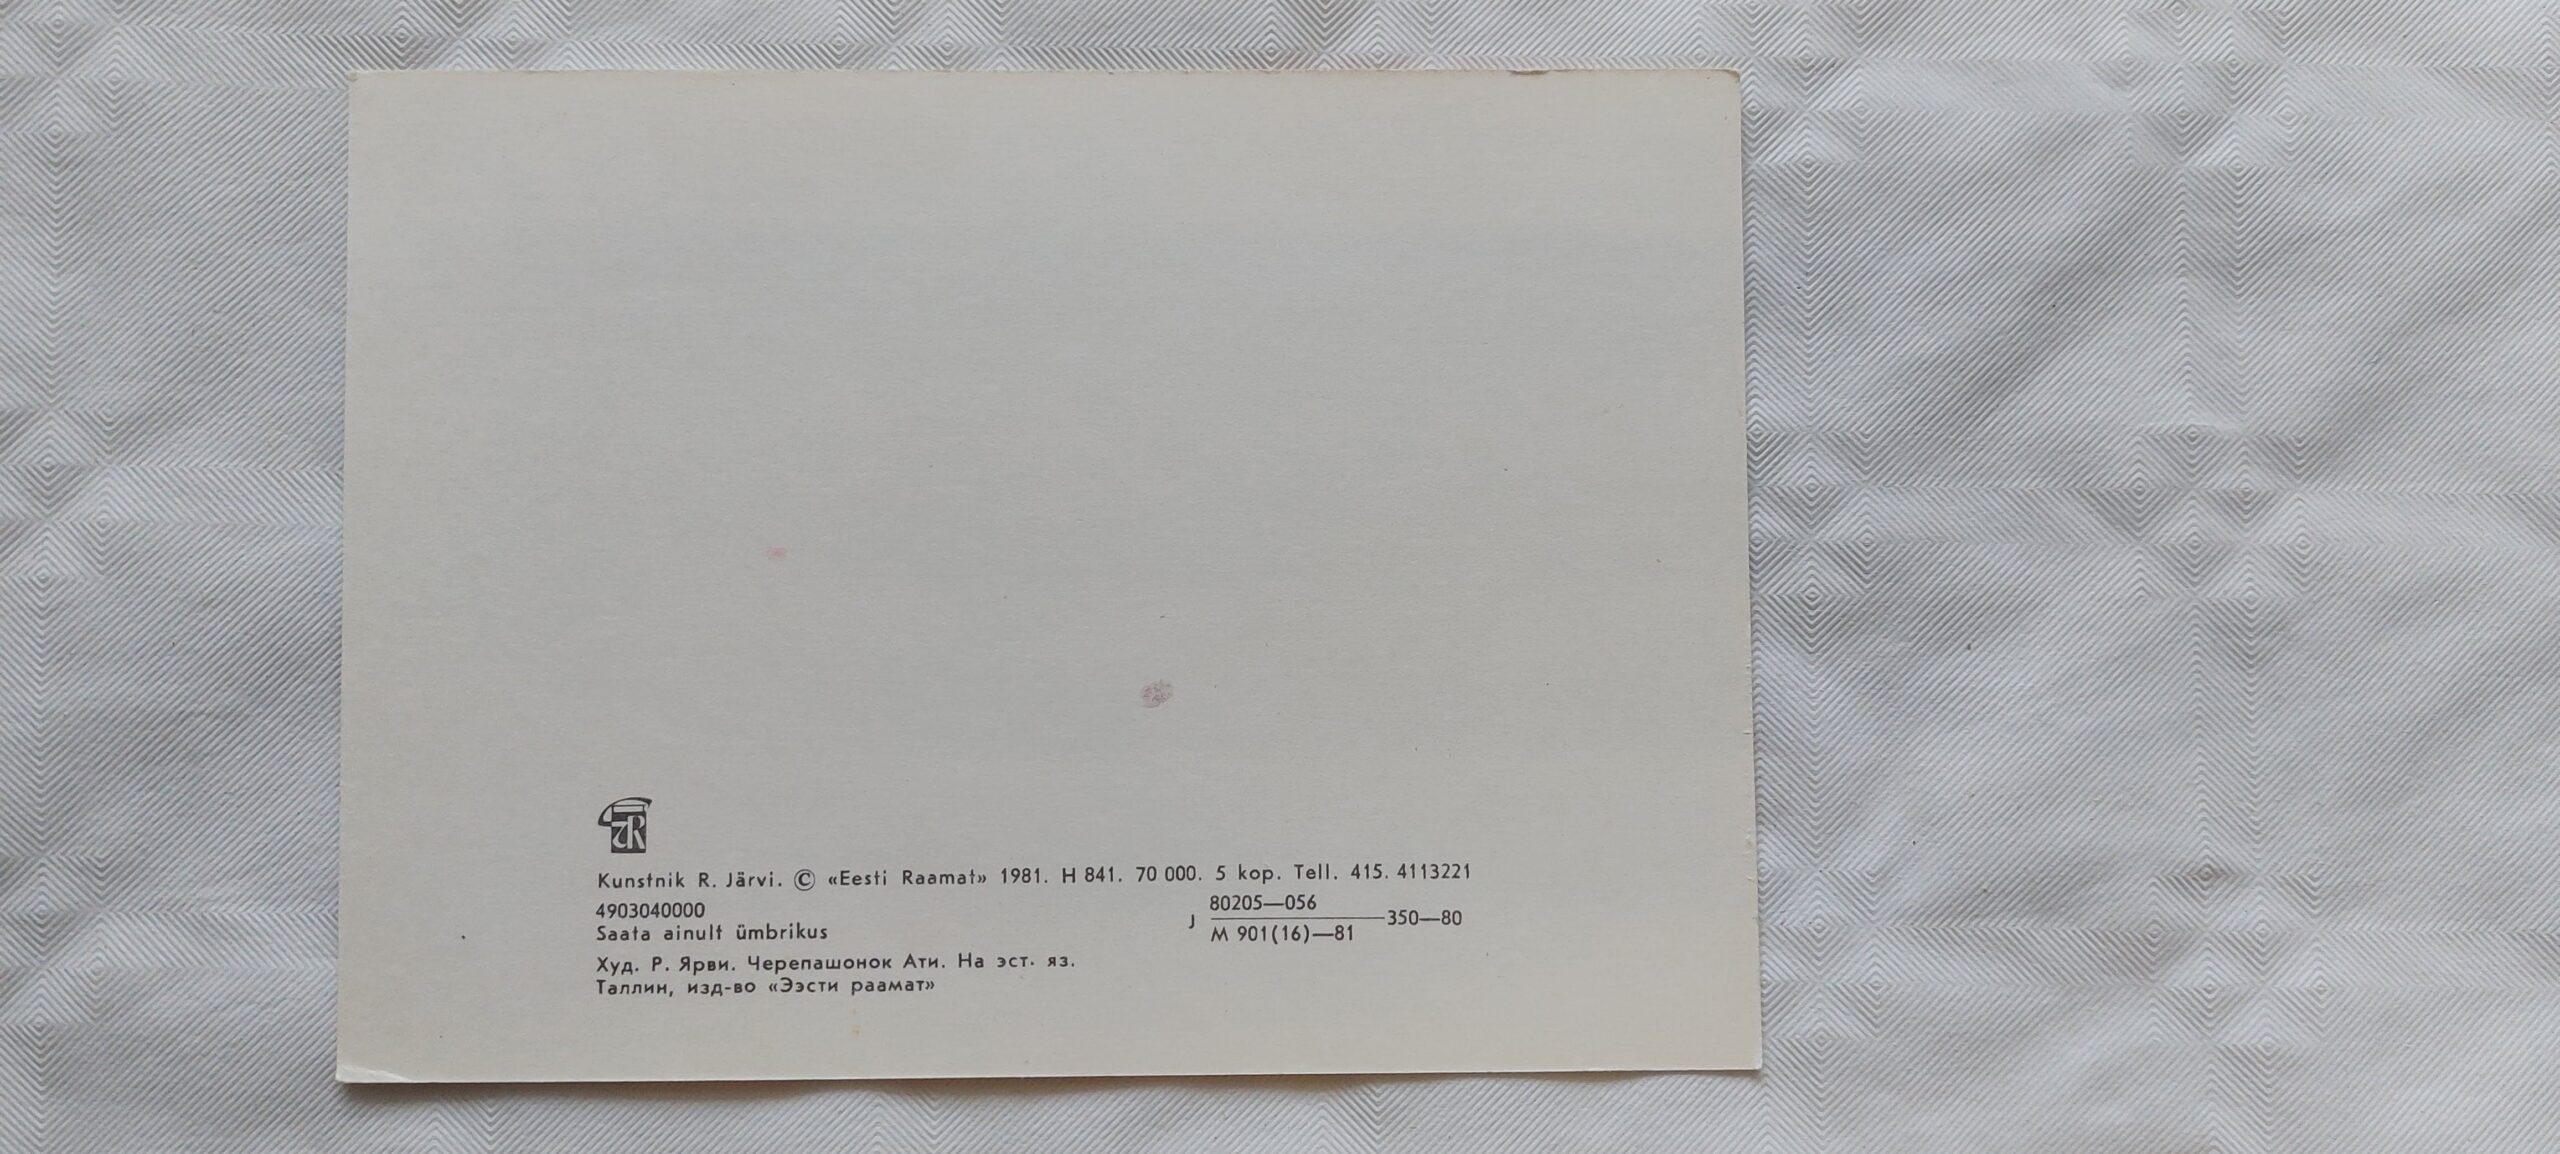 Kunstnik R. Järvi. © «Eesti Raamat» 1981. H 841. 70 000. 5 kop. Tell. 415. 4113221
4903040000
Saata ainult ümbrikus
J 80205—056
350—80
M 901(16)—81
Худ. Р. Ярви. Черепашонок Ати. На эст. яз.
Таллин, изд-во «Ээсти раамат»